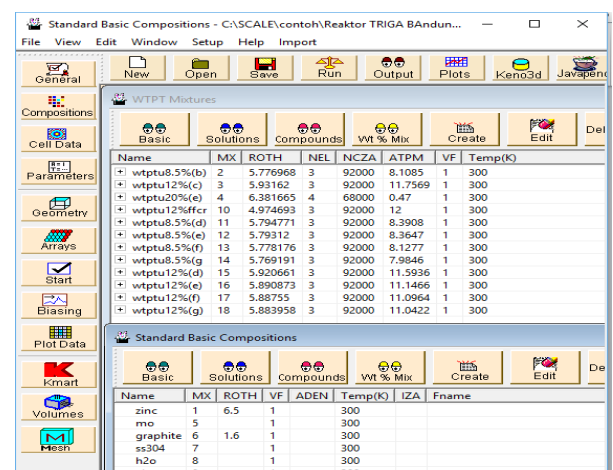 Standard Basic Compositions - C:\SCALE\contoh\Reaktor TRIGA BAndun...
File View Edit Window Setup Help Import
General
New Open Save Run Output Plots Keno3d Javapeno
Compositions
Cell Data
Parameters
Geometry
Arrays
Start
Biasing
Plot Data
Kmart
Volumes
Mesh
WTPT Mixtures
Basic Solutions Compounds Wt % Mix Create Edit Del
Name MX ROTH NEL NCZA ATPM VF Temp(K)
wtptu8.5%(b) 2 5.776968 3 92000 8.1085 1 300
wtptu12%(c) 3 5.93162 3 92000 11.7569 1 300
wtptu20%(e) 4 6.381665 4 68000 0.47 1 300
wtptu12%ffcr 10 4.974693 3 92000 12 1 300
wtptu8.5%(d) 11 5.794771 3 92000 8.3908 1 300
wtptu8.5%(e) 12 5.79312 3 92000 8.3647 1 300
wtptu8.5%(f) 13 5.778176 3 92000 8.1277 1 300
wtptu8.5%(g 14 5.769191 3 92000 7.9846 1 300
wtptu12%(d) 15 5.920661 3 92000 11.5936 1 300
wtptu12%(e) 16 5.890873 3 92000 11.1466 1 300
wtptu12%(f) 17 5.88755 3 92000 11.0964 1 300
wtptu12%(g) 18 5.883958 3 92000 11.0422 1 300
Standard Basic Compositions
Basic Solutions Compounds Wt % Mix Create Edit De
Name MX ROTH VF ADEN Temp(K) IZA Fname
zinc 1 6.5 1 300
mo 5 1 300
graphite 6 1.6 1 300
ss304 7 1 300
h2o 8 1 300